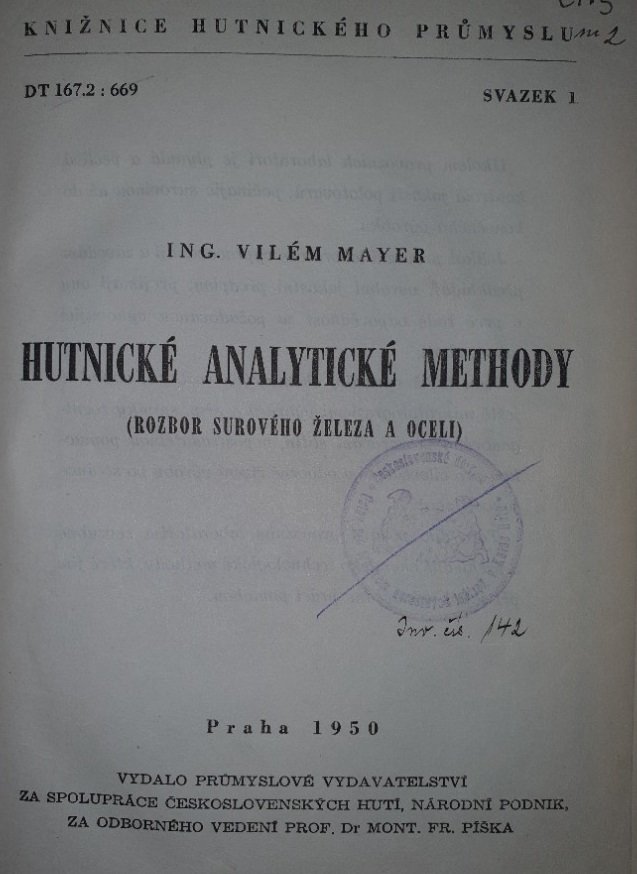 KNIŽNICE HUTNICKÉHO PRŮMYSLU
DT 167.2 : 669
SVAZEK 1
ING. VILÉM MAYER
HUTNICKÉ ANALYTICKÉ METHODY
(ROZBOR SUROVÉHO ŽELEZA A OCELI)
Československé
Inv. čís. 142
Praha 1950
VYDALO PRŮMYSLOVÉ VYDAVATELSTVÍ
ZA SPOLUPRÁCE ČESKOSLOVENSKÝCH HUTÍ, NÁRODNÍ PODNIK,
ZA ODBORNÉHO VEDENÍ PROF. Dr MONT. FR. PÍŠKA